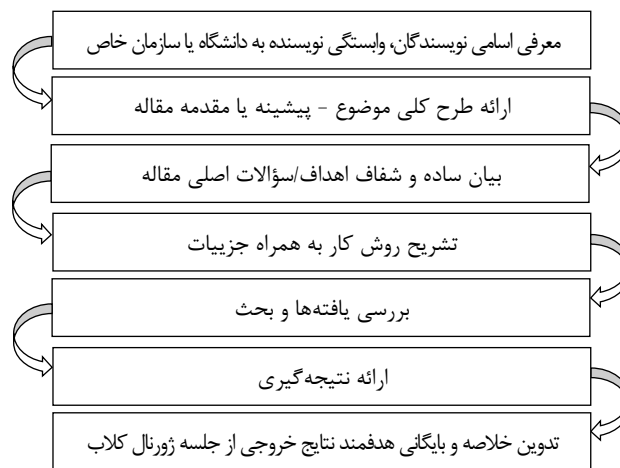 معرفی اسامی نویسندگان، وابستگی نویسنده به دانشگاه یا سازمان خاص
ارائه طرح کلی موضوع – پیشینه یا مقدمه مقاله
بیان ساده و شفاف اهداف/سؤالات اصلی مقاله
تشریح روش کار به همراه جزییات
بررسی یافته‌ها و بحث
ارائه نتیجه‌گیری
تدوین خلاصه و بایگانی هدفمند نتایج خروجی از جلسه ژورنال کلاب